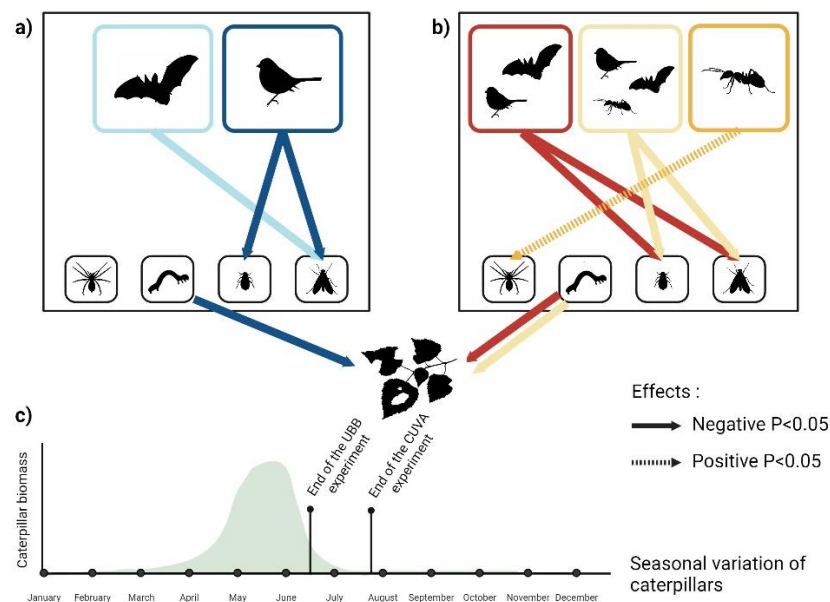 a)
b)
c)
End of the UBB
experiment
End of the CUVA
experiment
Effects :
Negative P<0.05
Positive P<0.05
Caterpillar biomass
Seasonal variation of
caterpillars
January February March April May June July August September October November December